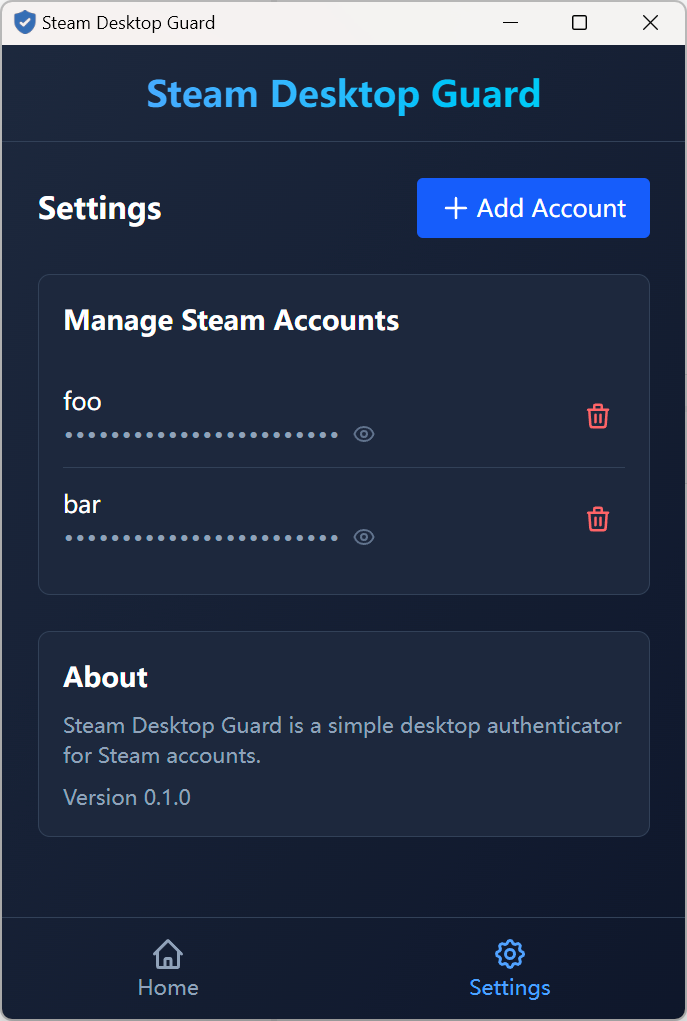 Steam Desktop Guard
Steam Desktop Guard
Settings
Add Account
Manage Steam Accounts
foo
••••••••••••••••••••••••
bar
••••••••••••••••••••••••
About
Steam Desktop Guard is a simple desktop authenticator
for Steam accounts.
Version 0.1.0
Home
Settings